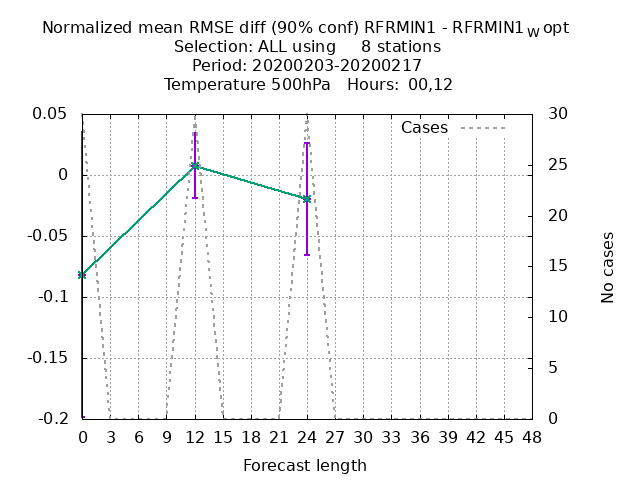 Normalized mean RMSE diff (90% conf) RFRMIN1 - RFRMIN1W opt
Selection: ALL using 8 stations
Period: 20200203-20200217
Temperature 500hPa Hours: 00,12
Cases
0.05
0
-0.05
-0.1
-0.15
-0.2
30
25
20
15
10
5
0
No cases
0 3 6 9 12 15 18 21 24 27 30 33 36 39 42 45 48
Forecast length